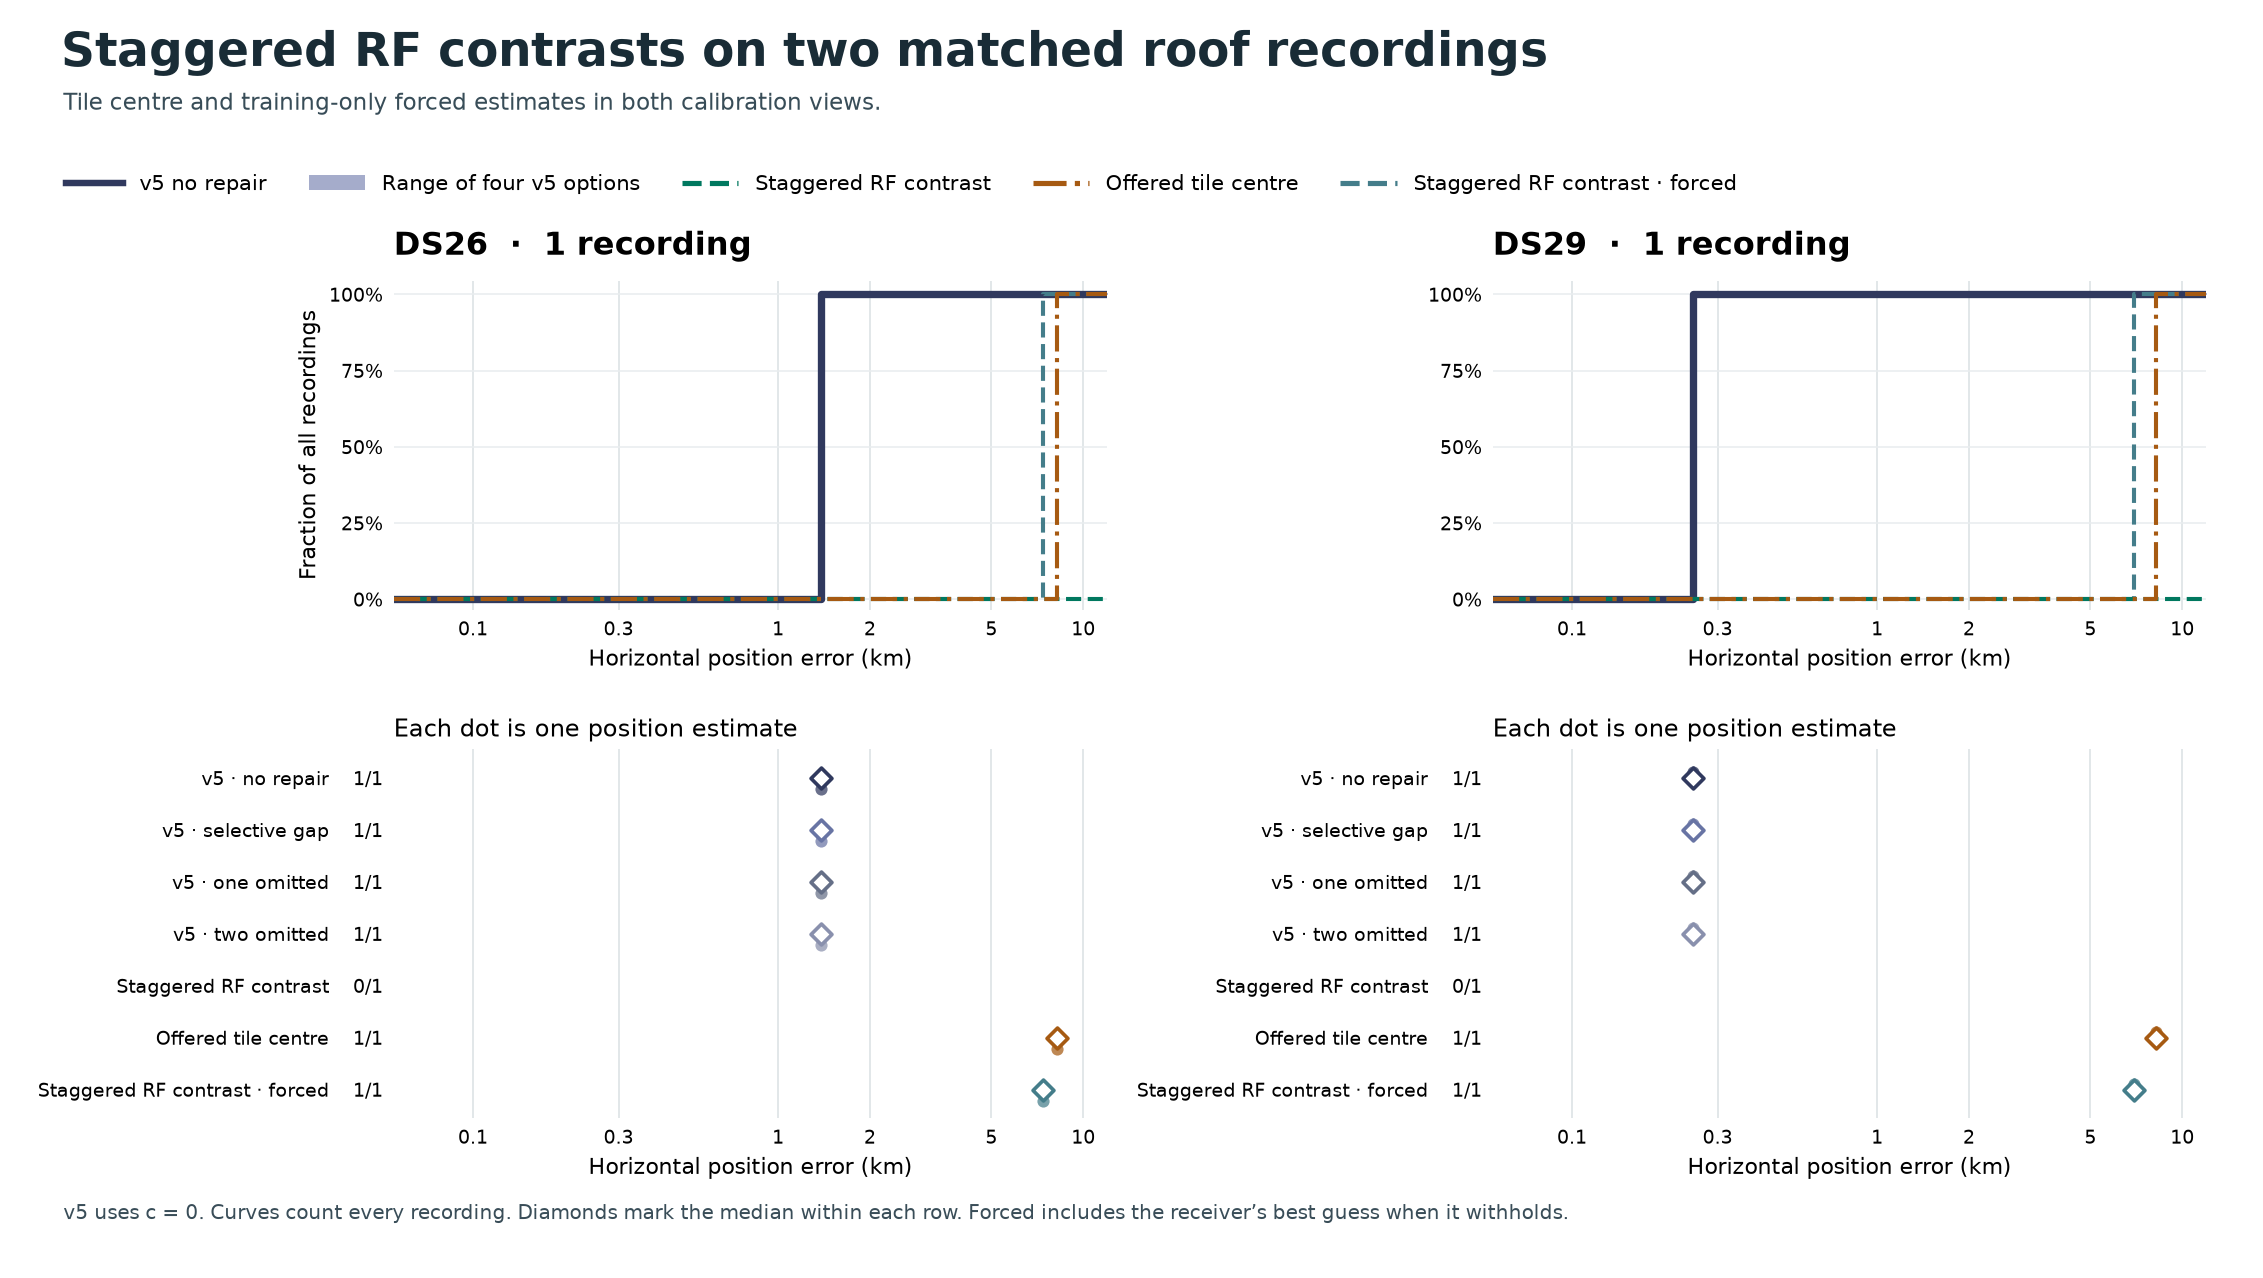 Staggered RF contrasts on two matched roof recordings
Tile centre and training-only forced estimates in both calibration views.
v5 no repair
Range of four v5 options
Staggered RF contrast
Offered tile centre
Staggered RF contrast · forced
DS26 · 1 recording
Fraction of all recordings
100%
75%
50%
25%
0%
0.1 0.3 1 2 5 10
Horizontal position error (km)
DS29 · 1 recording
100%
75%
50%
25%
0%
0.1 0.3 1 2 5 10
Horizontal position error (km)
Each dot is one position estimate
v5 · no repair 1/1
v5 · selective gap 1/1
v5 · one omitted 1/1
v5 · two omitted 1/1
Staggered RF contrast 0/1
Offered tile centre 1/1
Staggered RF contrast · forced 1/1
0.1 0.3 1 2 5 10
Horizontal position error (km)
Each dot is one position estimate
v5 · no repair 1/1
v5 · selective gap 1/1
v5 · one omitted 1/1
v5 · two omitted 1/1
Staggered RF contrast 0/1
Offered tile centre 1/1
Staggered RF contrast · forced 1/1
0.1 0.3 1 2 5 10
Horizontal position error (km)
v5 uses c = 0. Curves count every recording. Diamonds mark the median within each row. Forced includes the receiver’s best guess when it withholds.